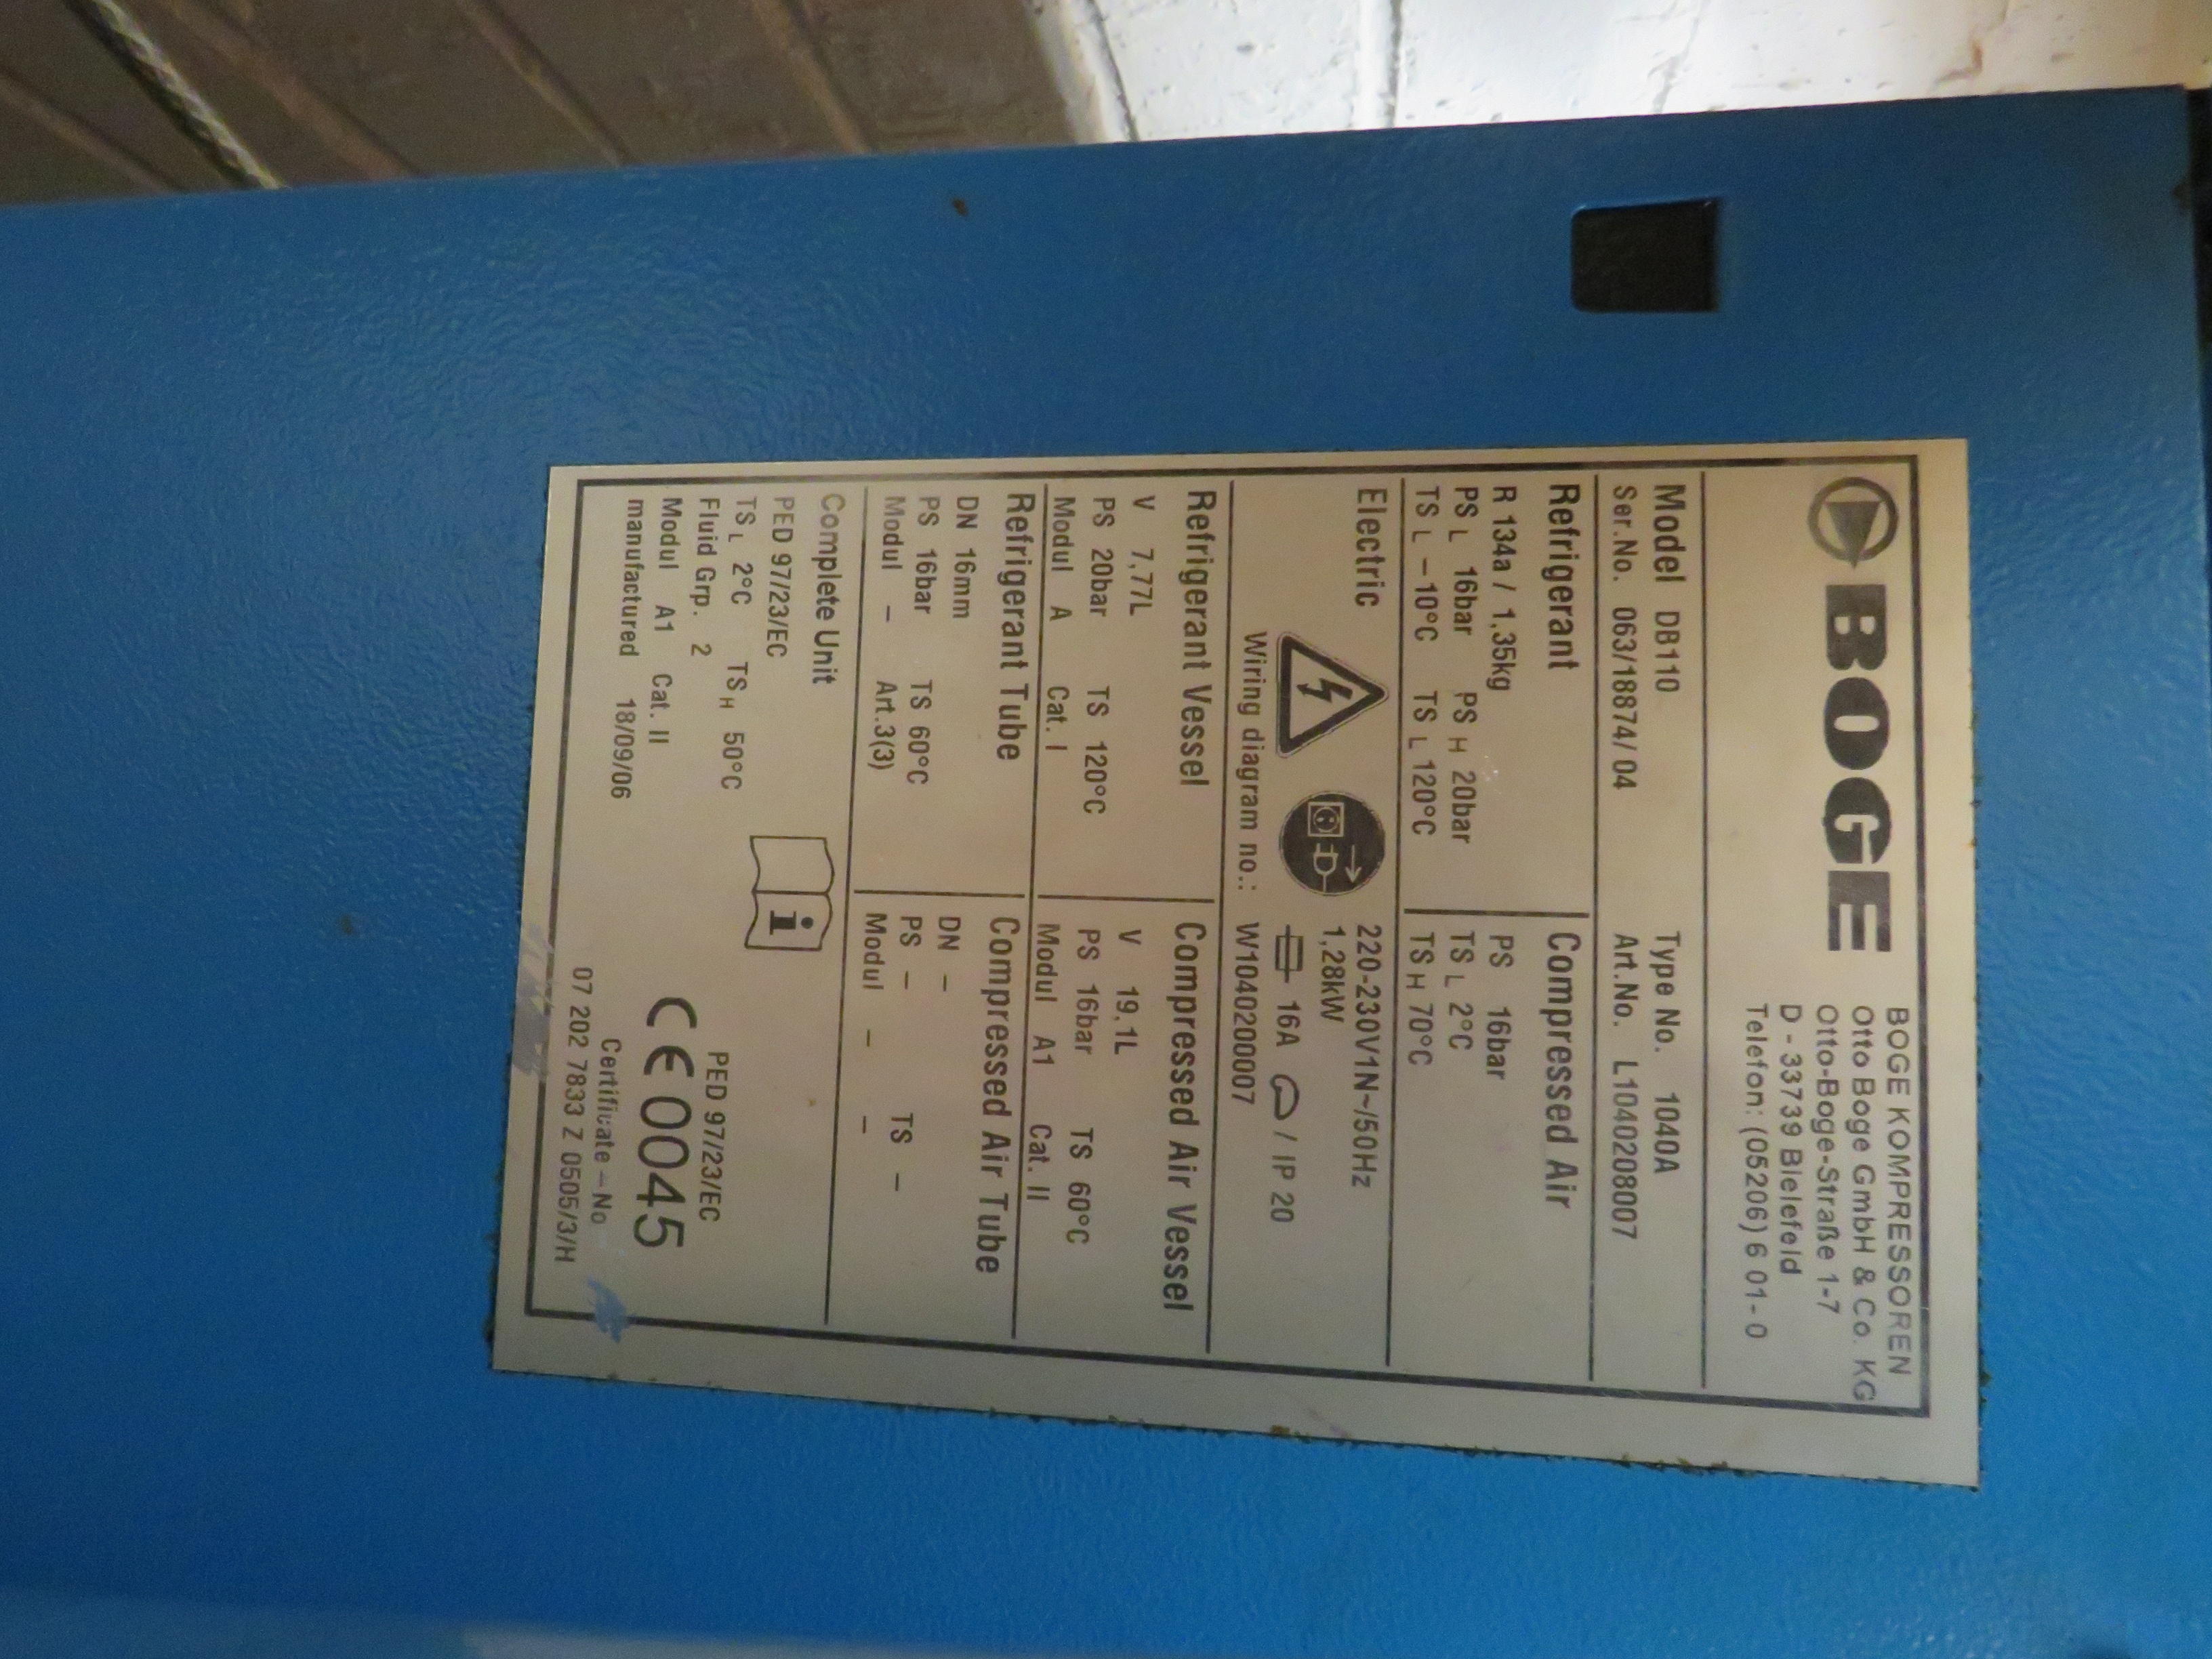 BOGE
BOGE KOMPRESSOREN
Otto Boge GmbH & Co. KG
Otto-Boge-Straße 1-7
D - 33739 Bielefeld
Telefon: (05206) 6 01- 0
Model DB110 Type No. 1040A
Ser.No. 063/18874/ 04 Art.No. L1040208007
Refrigerant
R 134a / 1,35kg
PS L 16bar PS H 20bar
TS L -10°C TS L 120°C
Compressed Air
PS 16bar
TS L 2°C
TS H 70°C
Electric
220-230V1N~/50Hz
1,28kW
16A / IP 20
Wiring diagram no.: W1040200007
Refrigerant Vessel
V 7,77L
PS 20bar TS 120°C
Modul A Cat. I
Compressed Air Vessel
V 19,1L
PS 16bar TS 60°C
Modul A1 Cat. II
Refrigerant Tube
DN 16mm
PS 16bar TS 60°C
Modul - Art.3(3)
Compressed Air Tube
DN -
PS - TS -
Modul - -
Complete Unit
PED 97/23/EC
TS L 2°C TS H 50°C
Fluid Grp. 2
Modul A1 Cat. II
manufactured 18/09/06
i
PED 97/23/EC
CE 0045
Certificate-No
07 202 7833 Z 0505/3/H